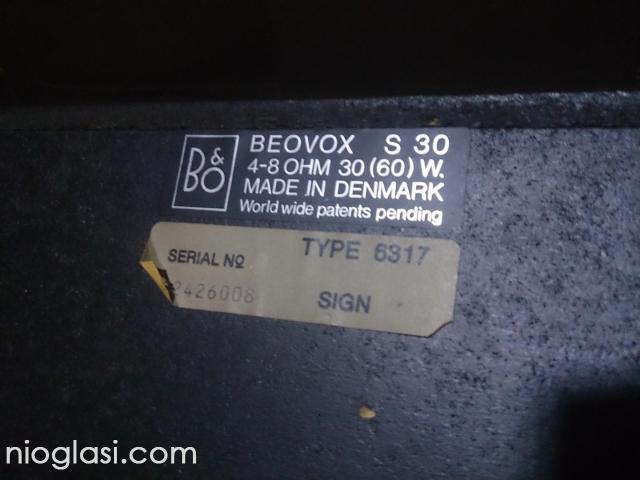 B&O
BEOVOX S 30
4-8 OHM 30 (60) W.
MADE IN DENMARK
World wide patents pending
SERIAL No TYPE 6317
2426008 SIGN
nioglasi.com